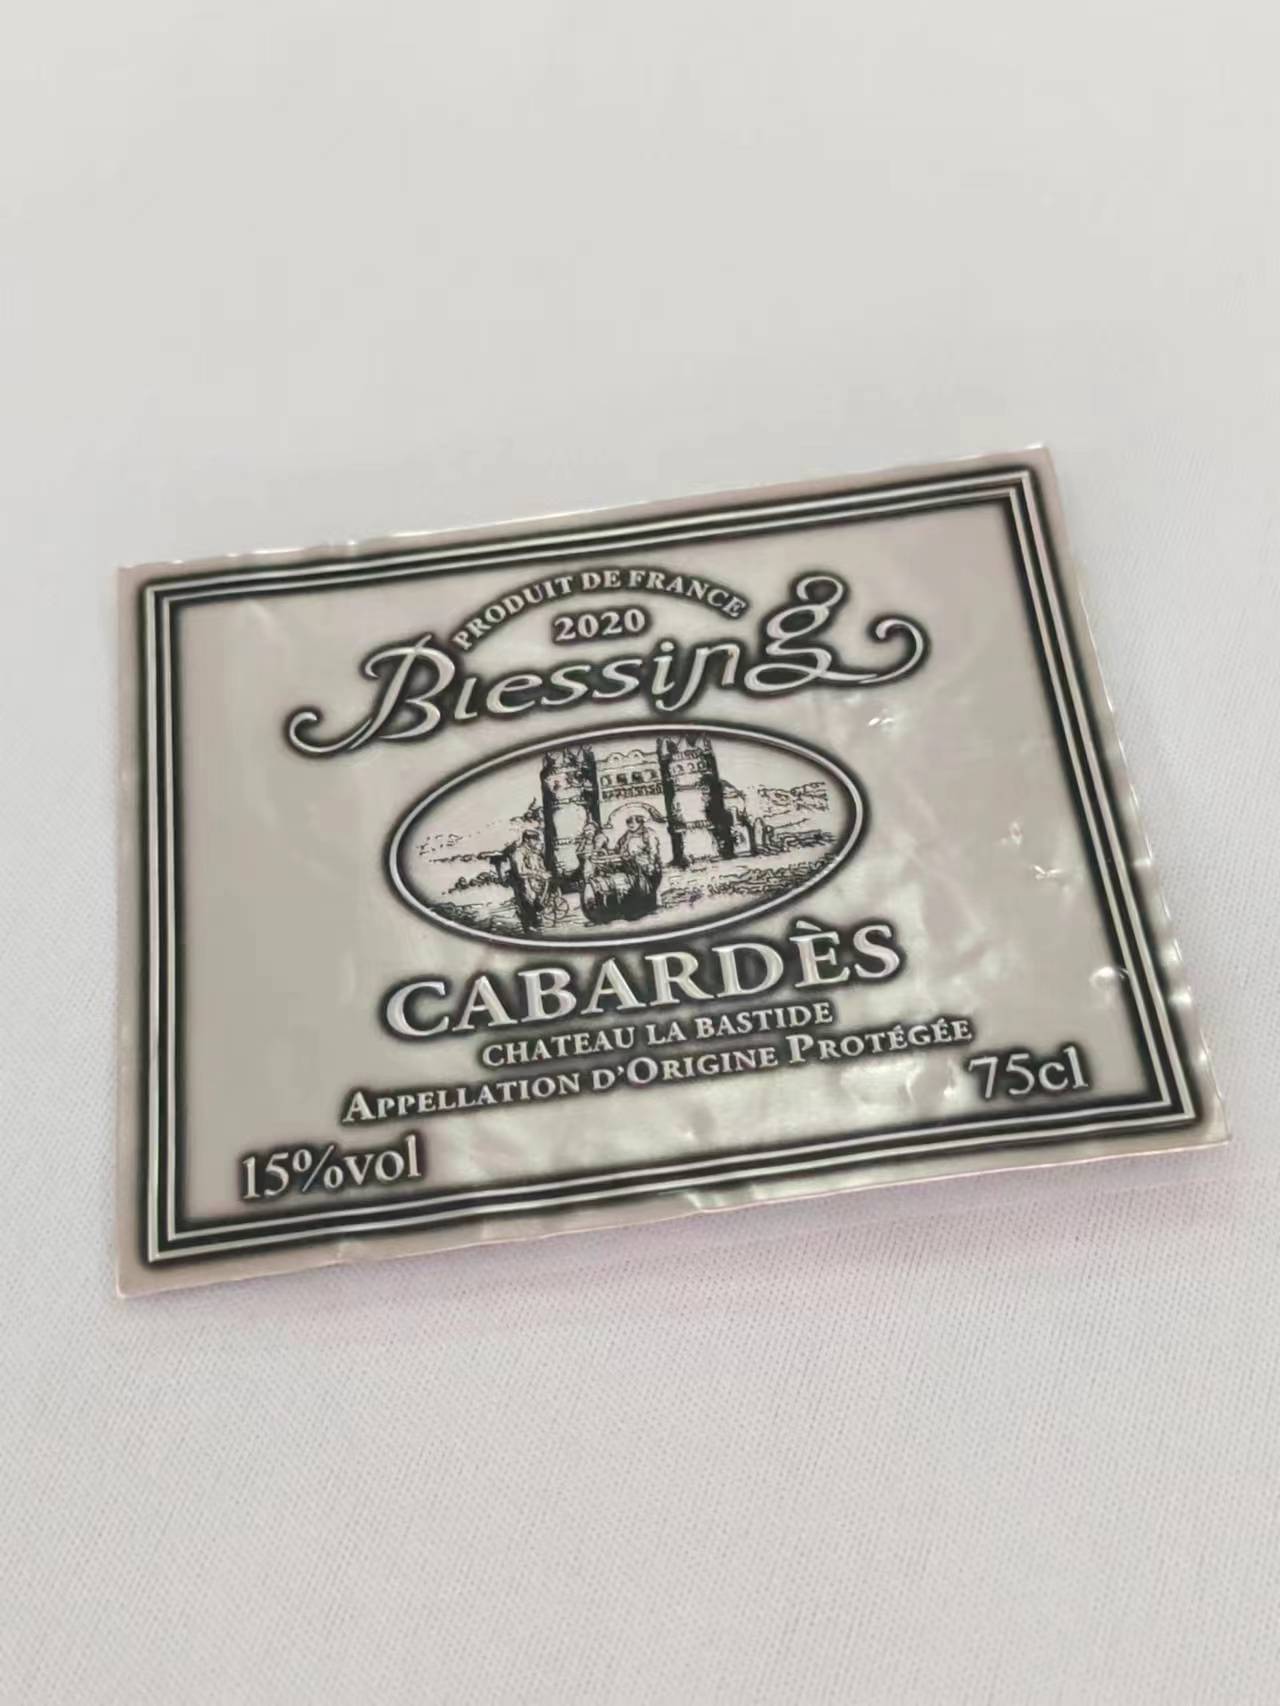 PRODUIT DE FRANCE
2020
Blessing
CABARDÈS
CHATEAU LA BASTIDE
APPELLATION D'ORIGINE PROTÉGÉE
75cl
15%vol